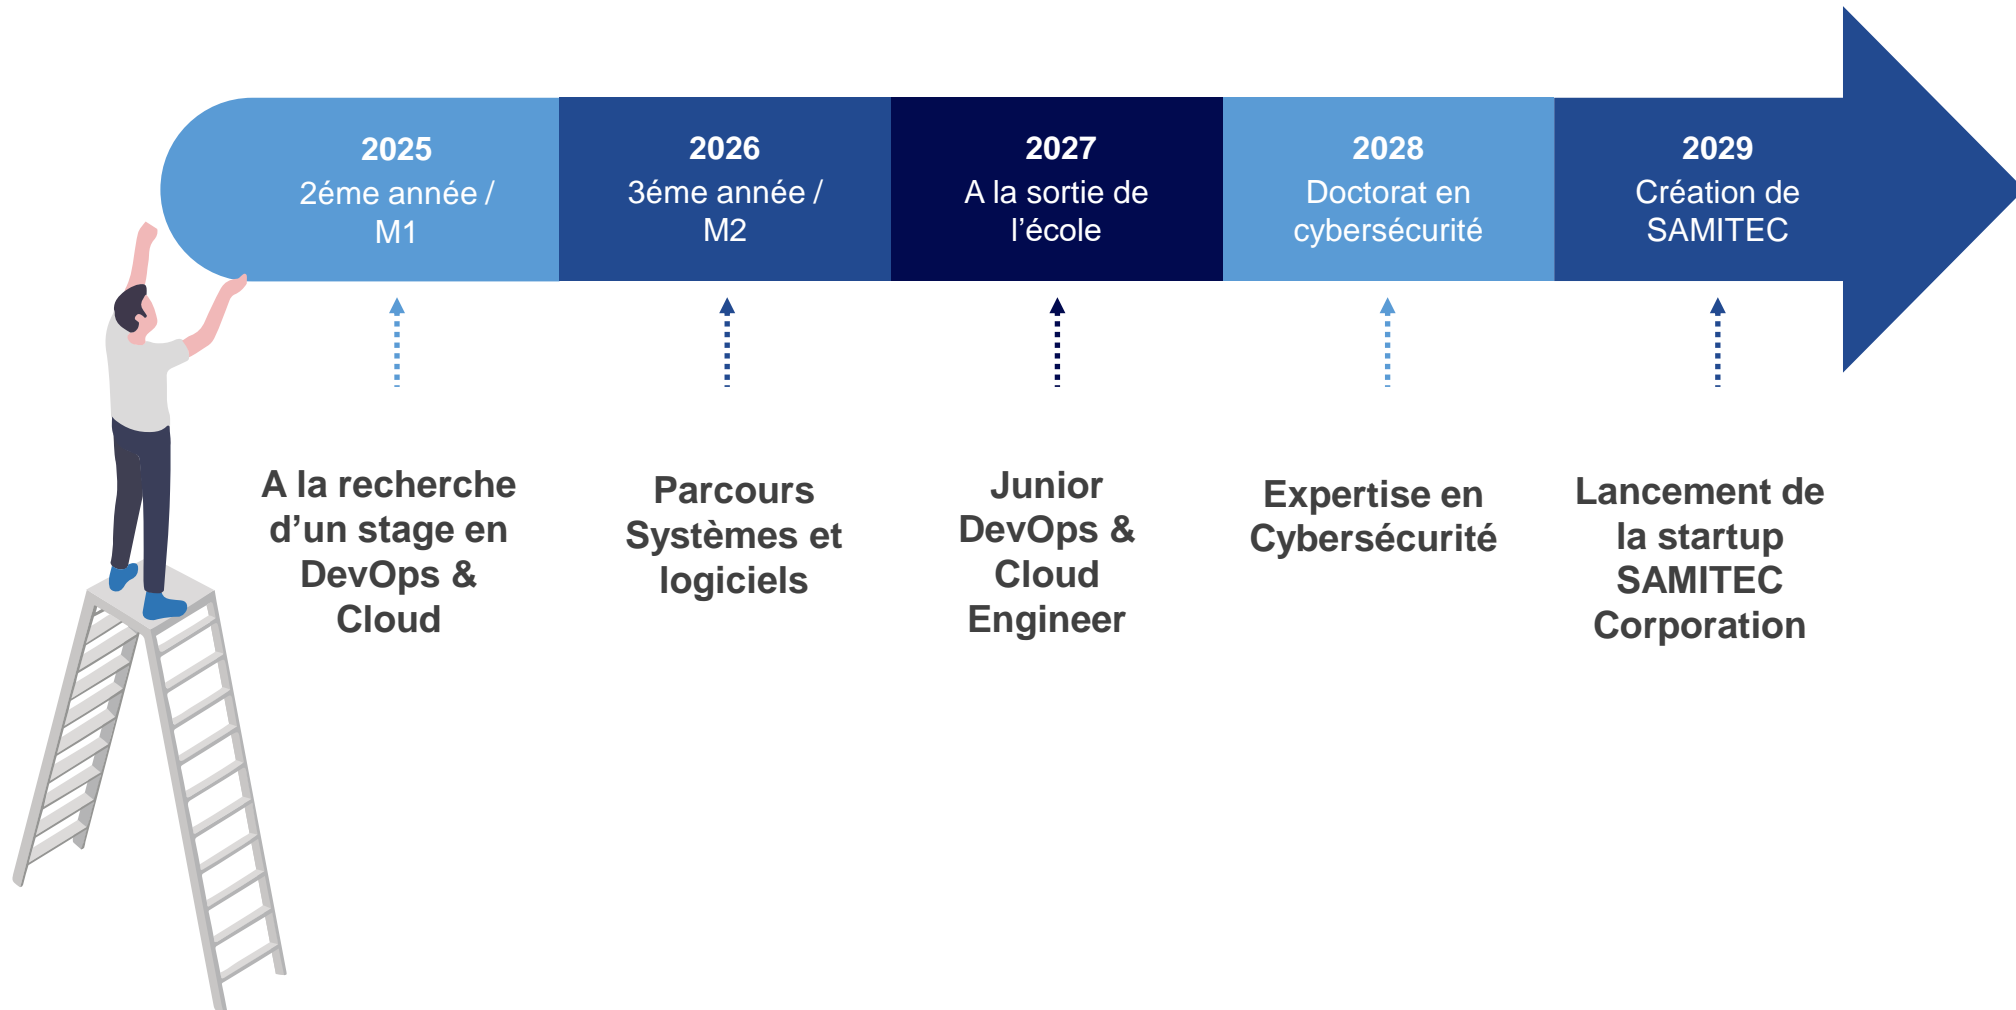 2025
2éme année /
M1
2026
3éme année /
M2
2027
A la sortie de
l’école
2028
Doctorat en
cybersécurité
2029
Création de
SAMITEC
A la recherche
d’un stage en
DevOps &
Cloud
Parcours
Systèmes et
logiciels
Junior
DevOps &
Cloud
Engineer
Expertise en
Cybersécurité
Lancement de
la startup
SAMITEC
Corporation